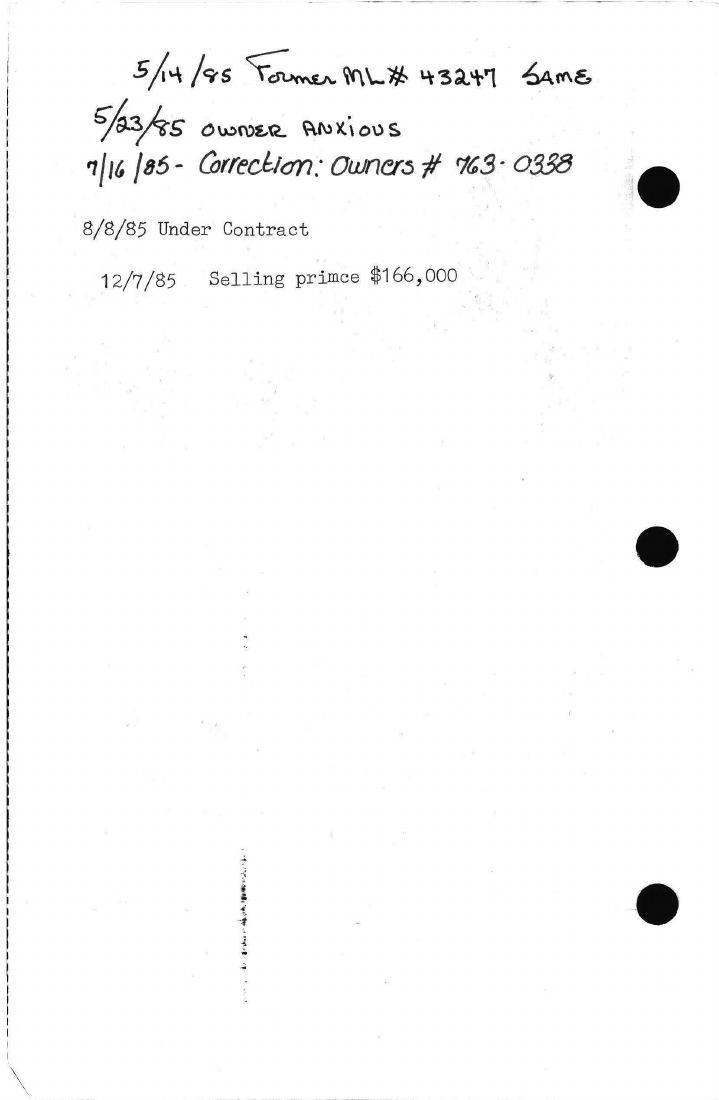 5/14/85 Former ML# 43247 SAME
5/23/85 OWNER ANXIOUS
7/16/85 - Correction: Owners # 763-0338
8/8/85 Under Contract
12/7/85 Selling primce $166,000